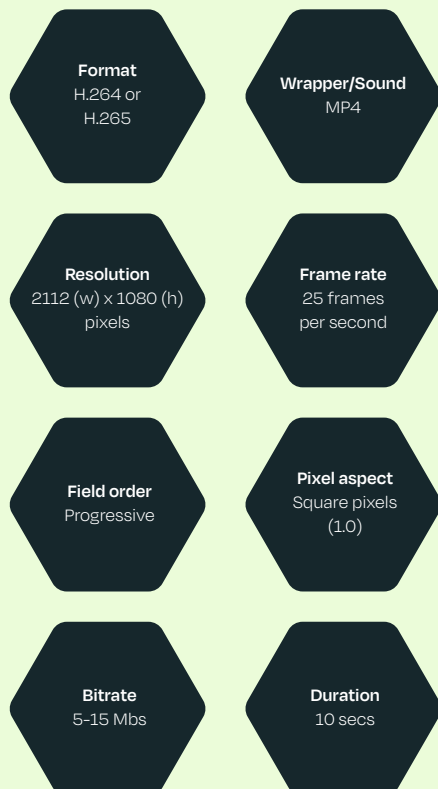 Format
H.264 or
H.265
Wrapper/Sound
MP4
Resolution
2112 (w) x 1080 (h)
pixels
Frame rate
25 frames
per second
Field order
Progressive
Pixel aspect
Square pixels
(1.0)
Bitrate
5-15 Mbs
Duration
10 secs